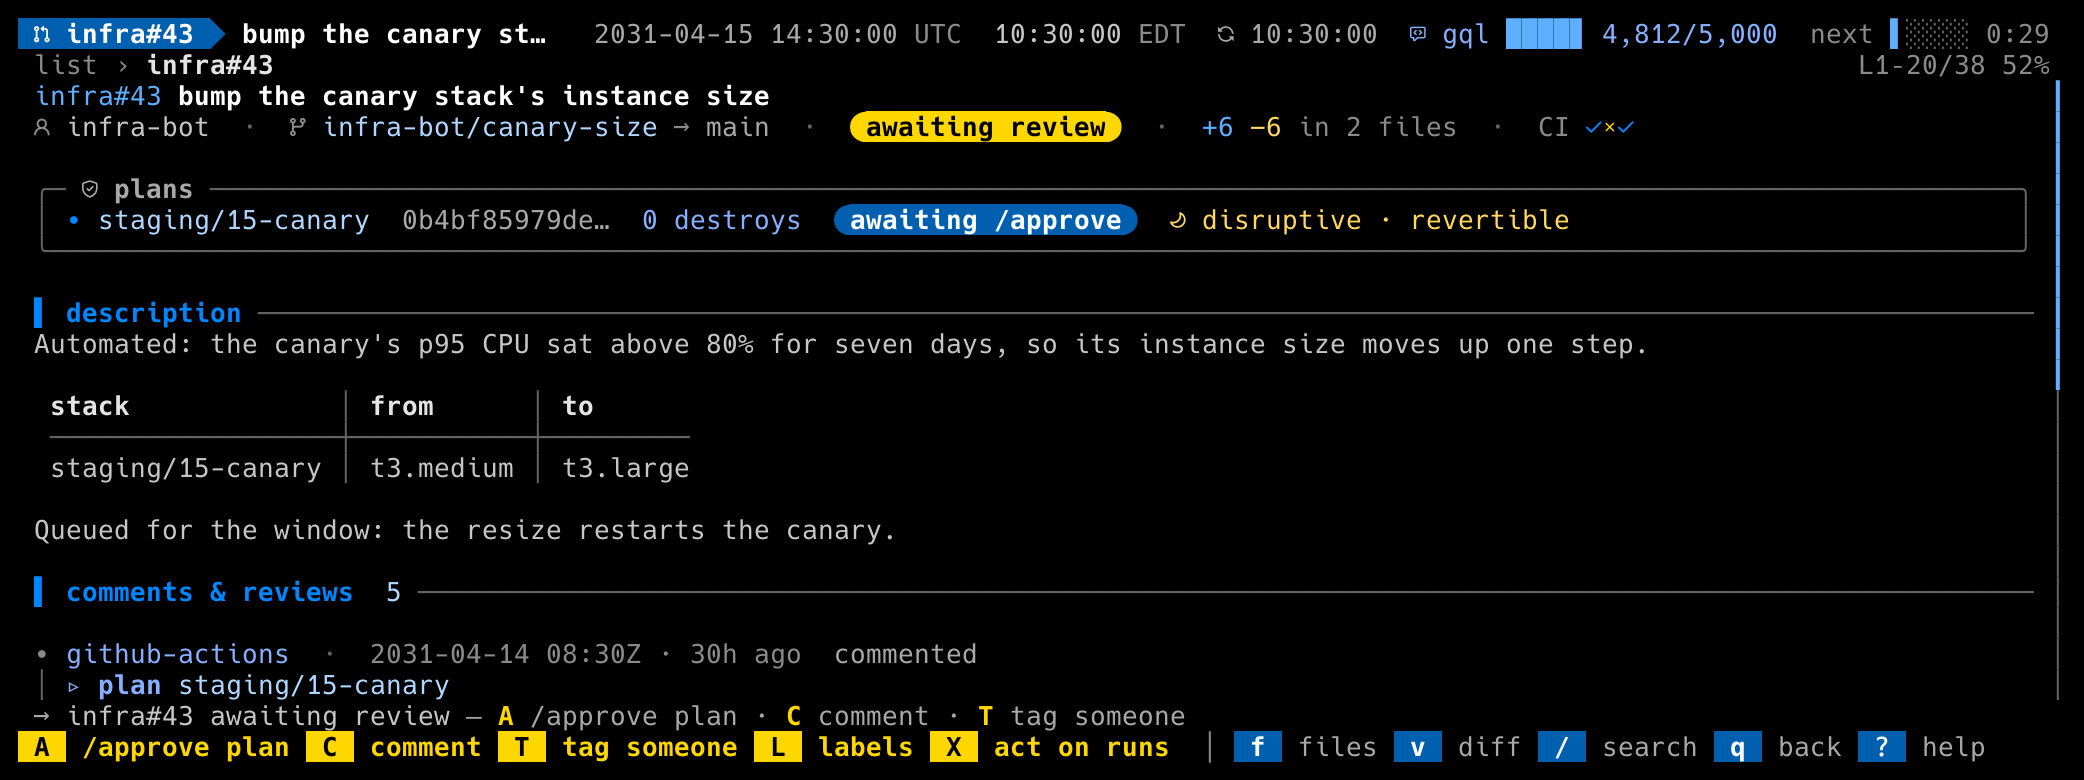 infra#43 bump the canary st… 2031-04-15 14:30:00 UTC 10:30:00 EDT 10:30:00 gql 4,812/5,000 next 0:29
list › infra#43 L1-20/38 52%
infra#43 bump the canary stack's instance size
infra-bot · infra-bot/canary-size → main · awaiting review · +6 −6 in 2 files · CI ✓×✓
plans
• staging/15-canary 0b4bf85979de… 0 destroys awaiting /approve disruptive · revertible
description
Automated: the canary's p95 CPU sat above 80% for seven days, so its instance size moves up one step.
stack from to
staging/15-canary t3.medium t3.large
Queued for the window: the resize restarts the canary.
comments & reviews 5
• github-actions · 2031-04-14 08:30Z · 30h ago commented
▹ plan staging/15-canary
→ infra#43 awaiting review — A /approve plan · C comment · T tag someone
A /approve plan C comment T tag someone L labels X act on runs │ f files v diff / search q back ? help